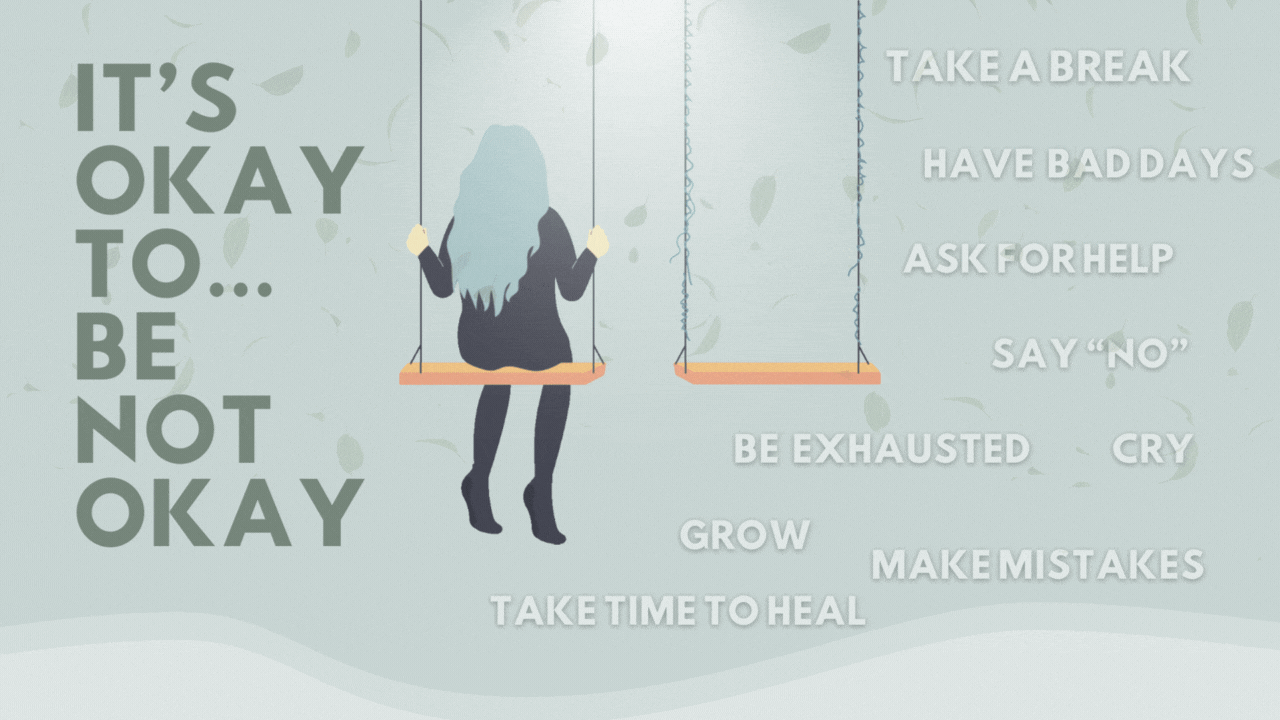 IT’S
OKAY
TO...
BE
NOT
OKAY
TAKE A BREAK
HAVE BAD DAYS
ASK FOR HELP
SAY “NO”
BE EXHAUSTED
CRY
GROW
MAKE MISTAKES
TAKE TIME TO HEAL